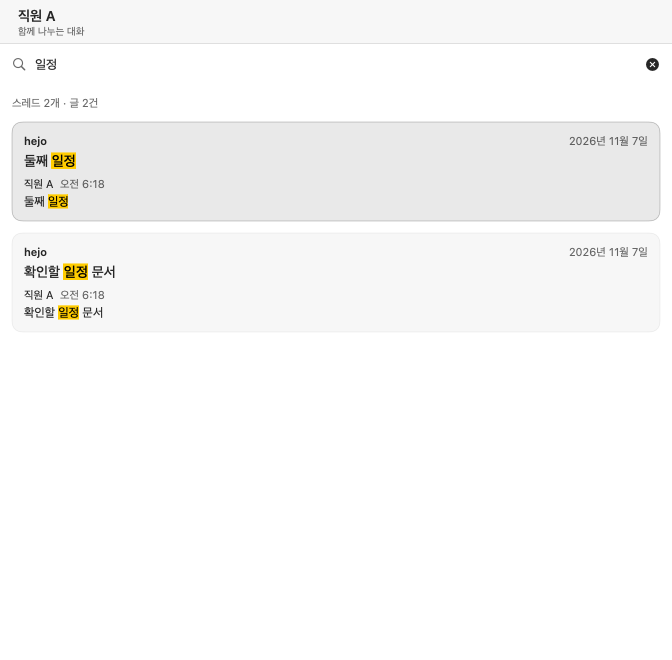 직원 A
함께 나누는 대화
일정
스레드 2개 · 글 2건
hejo 2026년 11월 7일
둘째 일정
직원 A 오전 6:18
둘째 일정
hejo 2026년 11월 7일
확인할 일정 문서
직원 A 오전 6:18
확인할 일정 문서